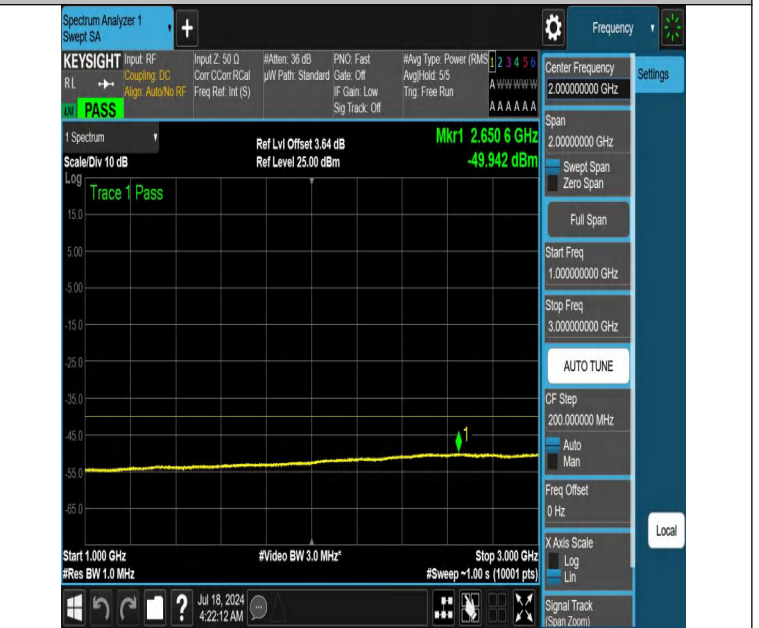 Spectrum Analyzer 1
Swept SA
+
Frequency
KEYSIGHT
RL
PASS
Input: RF
Coupling: DC
Align: Auto/No RF
Input Z: 50 Ω
Corr CCorr RCal
Freq Ref: Int (S)
#Atten: 36 dB
µW Path: Standard
PNO: Fast
Gate: Off
IF Gain: Low
Sig Track: Off
#Avg Type: Power (RMS
Avg|Hold: 5/5
Trig: Free Run
1 2 3 4 5 6
A W W W W W
A A A A A A
1 Spectrum
Scale/Div 10 dB
Log
Ref Lvl Offset 3.64 dB
Ref Level 25.00 dBm
Mkr1 2.650 6 GHz
-49.942 dBm
Trace 1 Pass
15.0
5.00
-5.00
-15.0
-25.0
-35.0
-45.0
-55.0
-65.0
1
Start 1.000 GHz
#Res BW 1.0 MHz
#Video BW 3.0 MHz*
Stop 3.000 GHz
#Sweep ~1.00 s (10001 pts)
?
Jul 18, 2024
4:22:12 AM
Center Frequency
2.000000000 GHz
Settings
Span
2.00000000 GHz
Swept Span
Zero Span
Full Span
Start Freq
1.000000000 GHz
Stop Freq
3.000000000 GHz
AUTO TUNE
CF Step
200.000000 MHz
Auto
Man
Freq Offset
0 Hz
X Axis Scale
Log
Lin
Local
Signal Track
(Span Zoom)